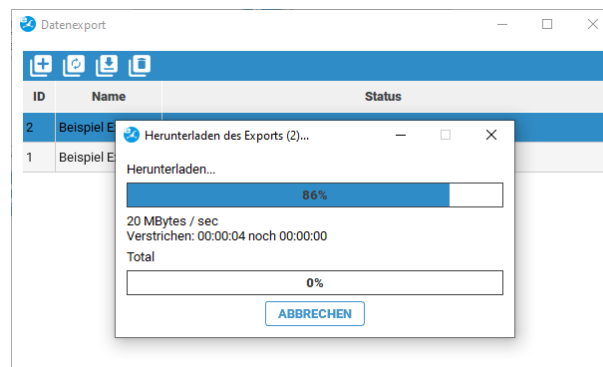 Datenexport
ID Name Status
2 Beispiel
Herunterladen des Exports (2)...
1 Beispiel
Herunterladen...
86%
20 MBytes / sec
Verstrichen: 00:00:04 noch 00:00:00
Total
0%
ABBRECHEN